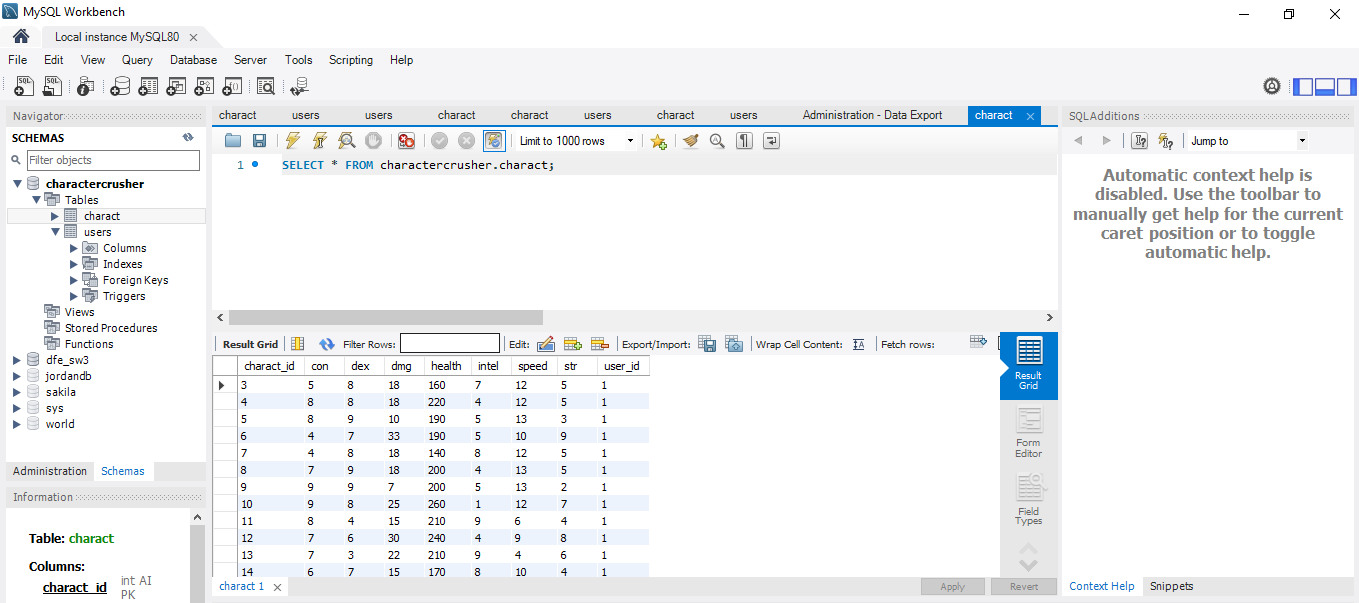 MySQL Workbench
Local instance MySQL80
File Edit View Query Database Server Tools Scripting Help
Navigator
SCHEMAS
Filter objects
charactercrusher
Tables
charact
users
Columns
Indexes
Foreign Keys
Triggers
Views
Stored Procedures
Functions
dfe_sw3
jordandb
sakila
sys
world
Administration Schemas
Information
Table: charact
Columns:
charact_id int AI
PK
charact users users charact charact users charact users Administration - Data Export charact
Limit to 1000 rows
1 SELECT * FROM charactercrusher.charact;
Result Grid Filter Rows: Edit: Export/Import: Wrap Cell Content: Fetch rows:
charact_id con dex dmg health intel speed str user_id
3 5 8 18 160 7 12 5 1
4 8 8 18 220 4 12 5 1
5 8 9 10 190 5 13 3 1
6 4 7 33 190 5 10 9 1
7 4 8 18 140 8 12 5 1
8 7 9 18 200 4 13 5 1
9 9 9 7 200 5 13 2 1
10 9 8 25 260 1 12 7 1
11 8 4 15 210 9 6 4 1
12 7 6 30 240 4 9 8 1
13 7 3 22 210 9 4 6 1
14 6 7 15 170 8 10 4 1
Result
Grid
Form
Editor
Field
Types
charact 1
Apply Revert
SQLAdditions
Jump to
Automatic context help is
disabled. Use the toolbar to
manually get help for the current
caret position or to toggle
automatic help.
Context Help Snippets